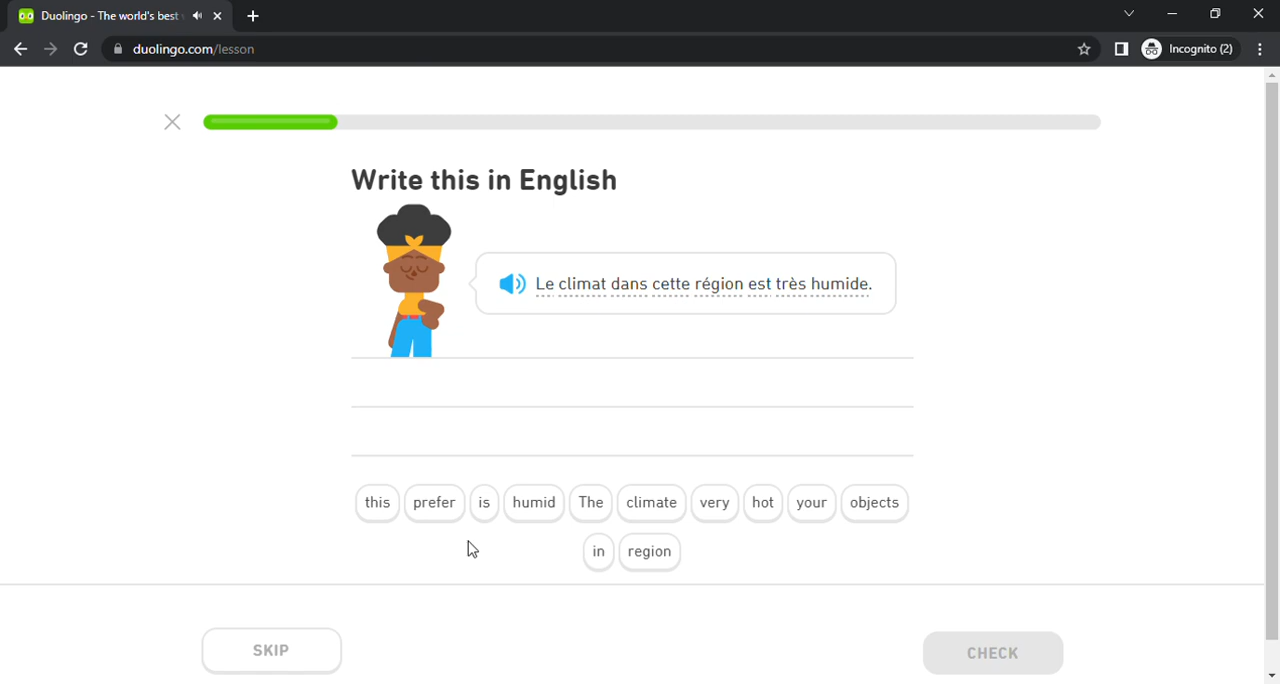 Duolingo - The world's best
duolingo.com/lesson
Incognito (2)
Write this in English
Le climat dans cette région est très humide.
this prefer is humid The climate very hot your objects
in region
SKIP CHECK